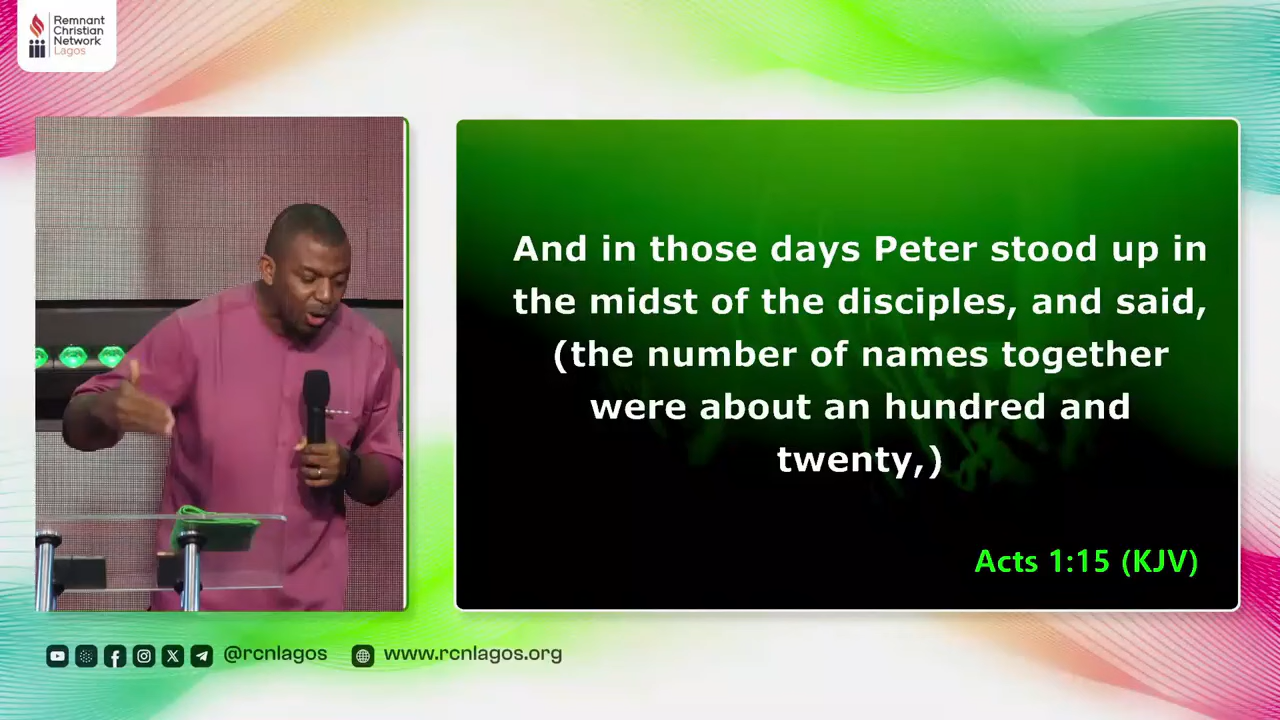 Remnant
Christian
Network
Lagos
And in those days Peter stood up in
the midst of the disciples, and said,
(the number of names together
were about an hundred and
twenty,)
Acts 1:15 (KJV)
@rcnlagos
www.rcnlagos.org